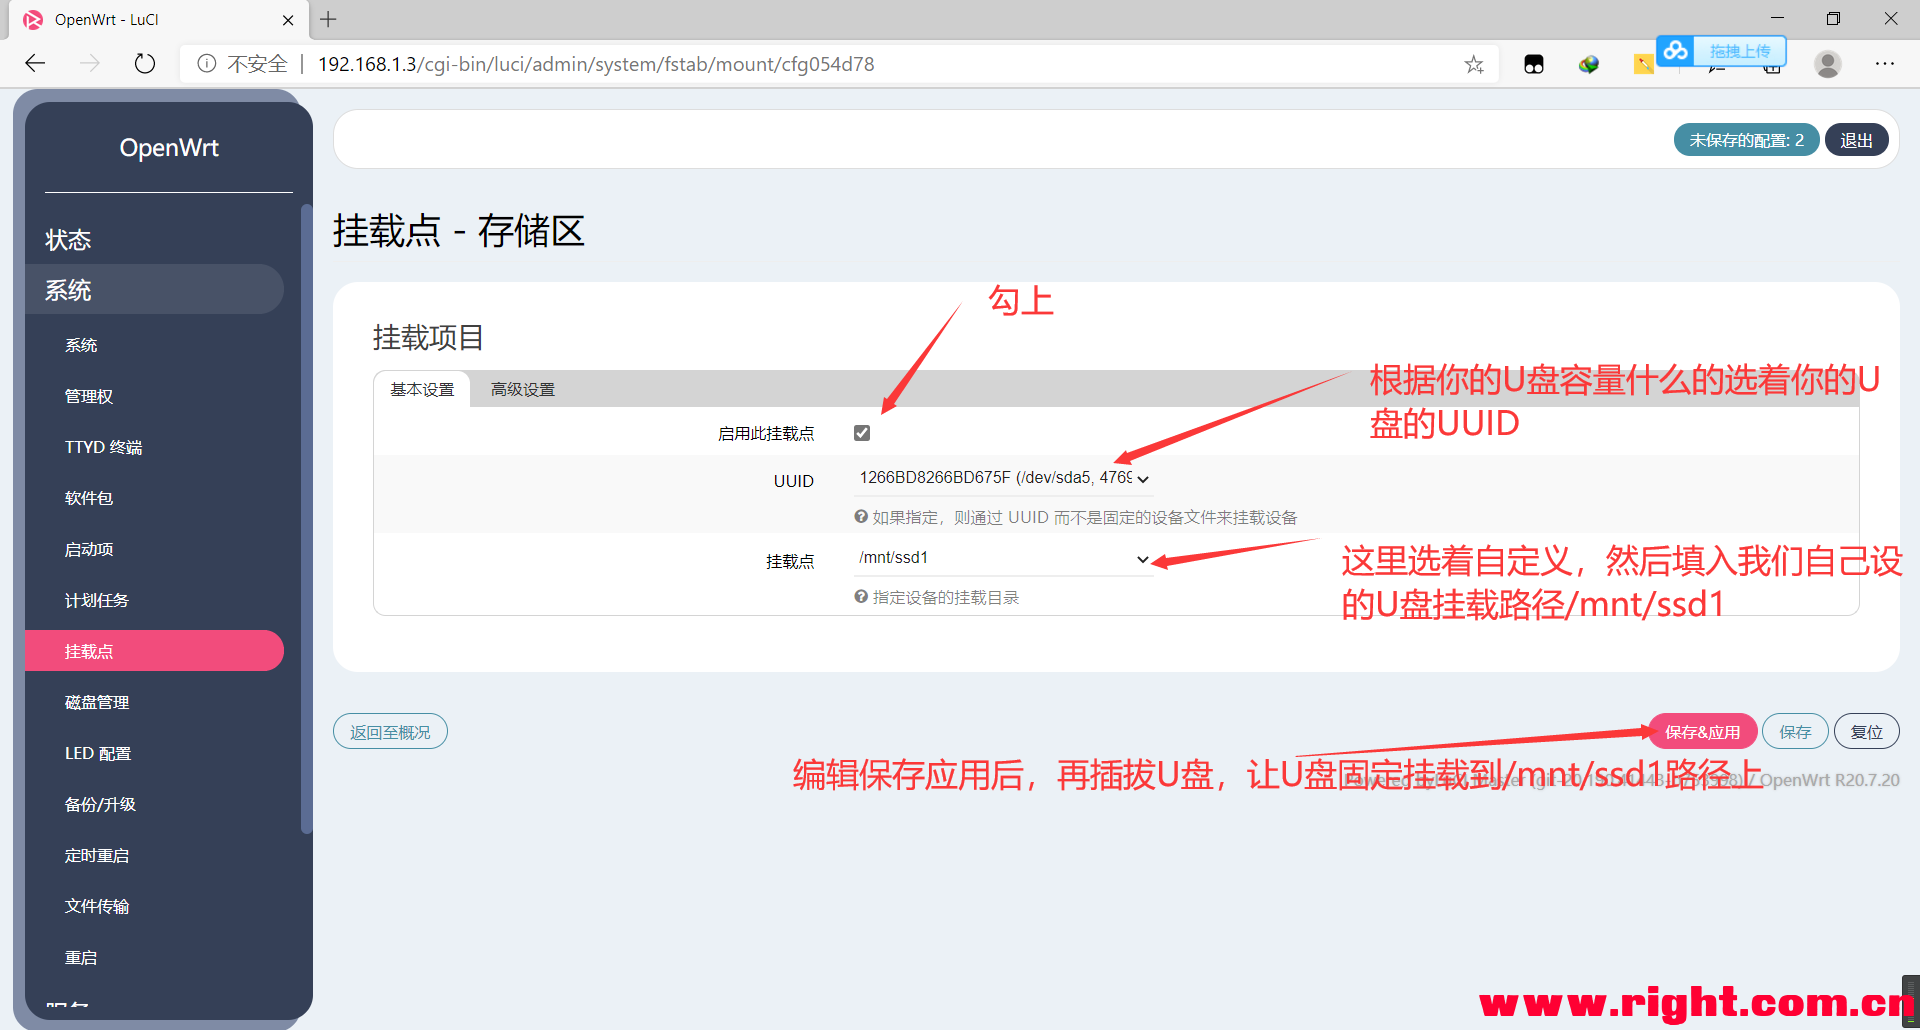 OpenWrt - LuCI
不安全
192.168.1.3/cgi-bin/luci/admin/system/fstab/mount/cfg054d78
拖拽上传
OpenWrt
状态
系统
系统
管理权
TTYD 终端
软件包
启动项
计划任务
挂载点
磁盘管理
LED 配置
备份/升级
定时重启
文件传输
重启
未保存的配置: 2
退出
挂载点 - 存储区
挂载项目
勾上
基本设置
高级设置
根据你的U盘容量什么的选着你的U
盘的UUID
启用此挂载点
UUID
1266BD8266BD675F (/dev/sda5, 4769
如果指定，则通过 UUID 而不是固定的设备文件来挂载设备
挂载点
/mnt/ssd1
指定设备的挂载目录
这里选着自定义，然后填入我们自己设
的U盘挂载路径/mnt/ssd1
返回至概况
保存&应用
保存
复位
编辑保存应用后，再插拔U盘，让U盘固定挂载到/mnt/ssd1路径上
/ OpenWrt R20.7.20
www.right.com.cn